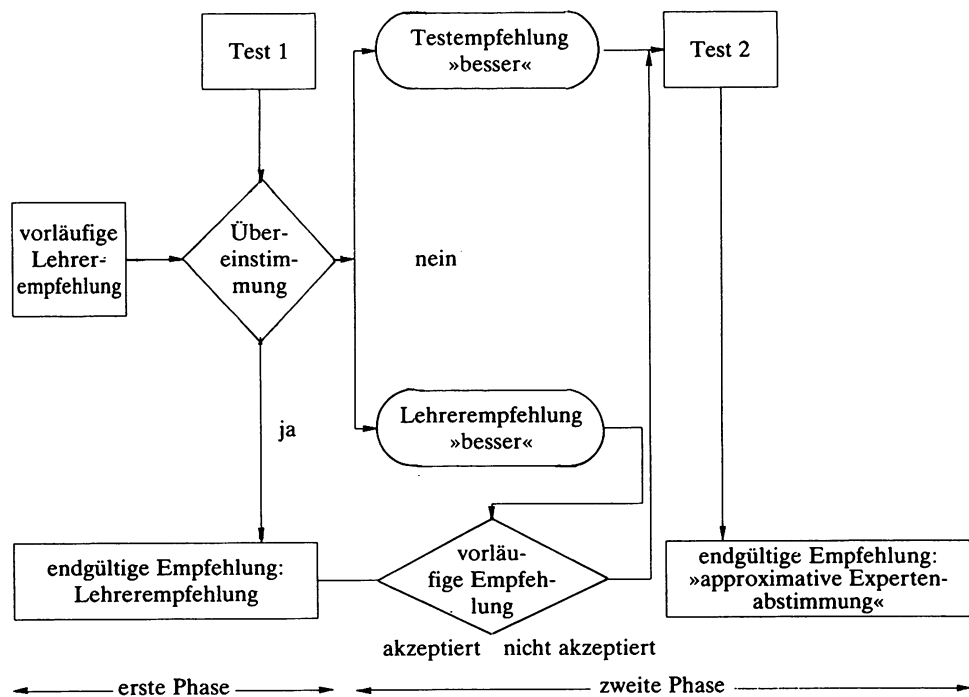 Test 1
Testempfehlung
»besser«
Test 2
vorläufige
Lehrer-
empfehlung
Über-
einstim-
mung
nein
ja
Lehrerempfehlung
»besser«
endgültige Empfehlung:
Lehrerempfehlung
vorläu-
fige Empfeh-
lung
endgültige Empfehlung:
»approximative Experten-
abstimmung«
akzeptiert nicht akzeptiert
erste Phase
zweite Phase